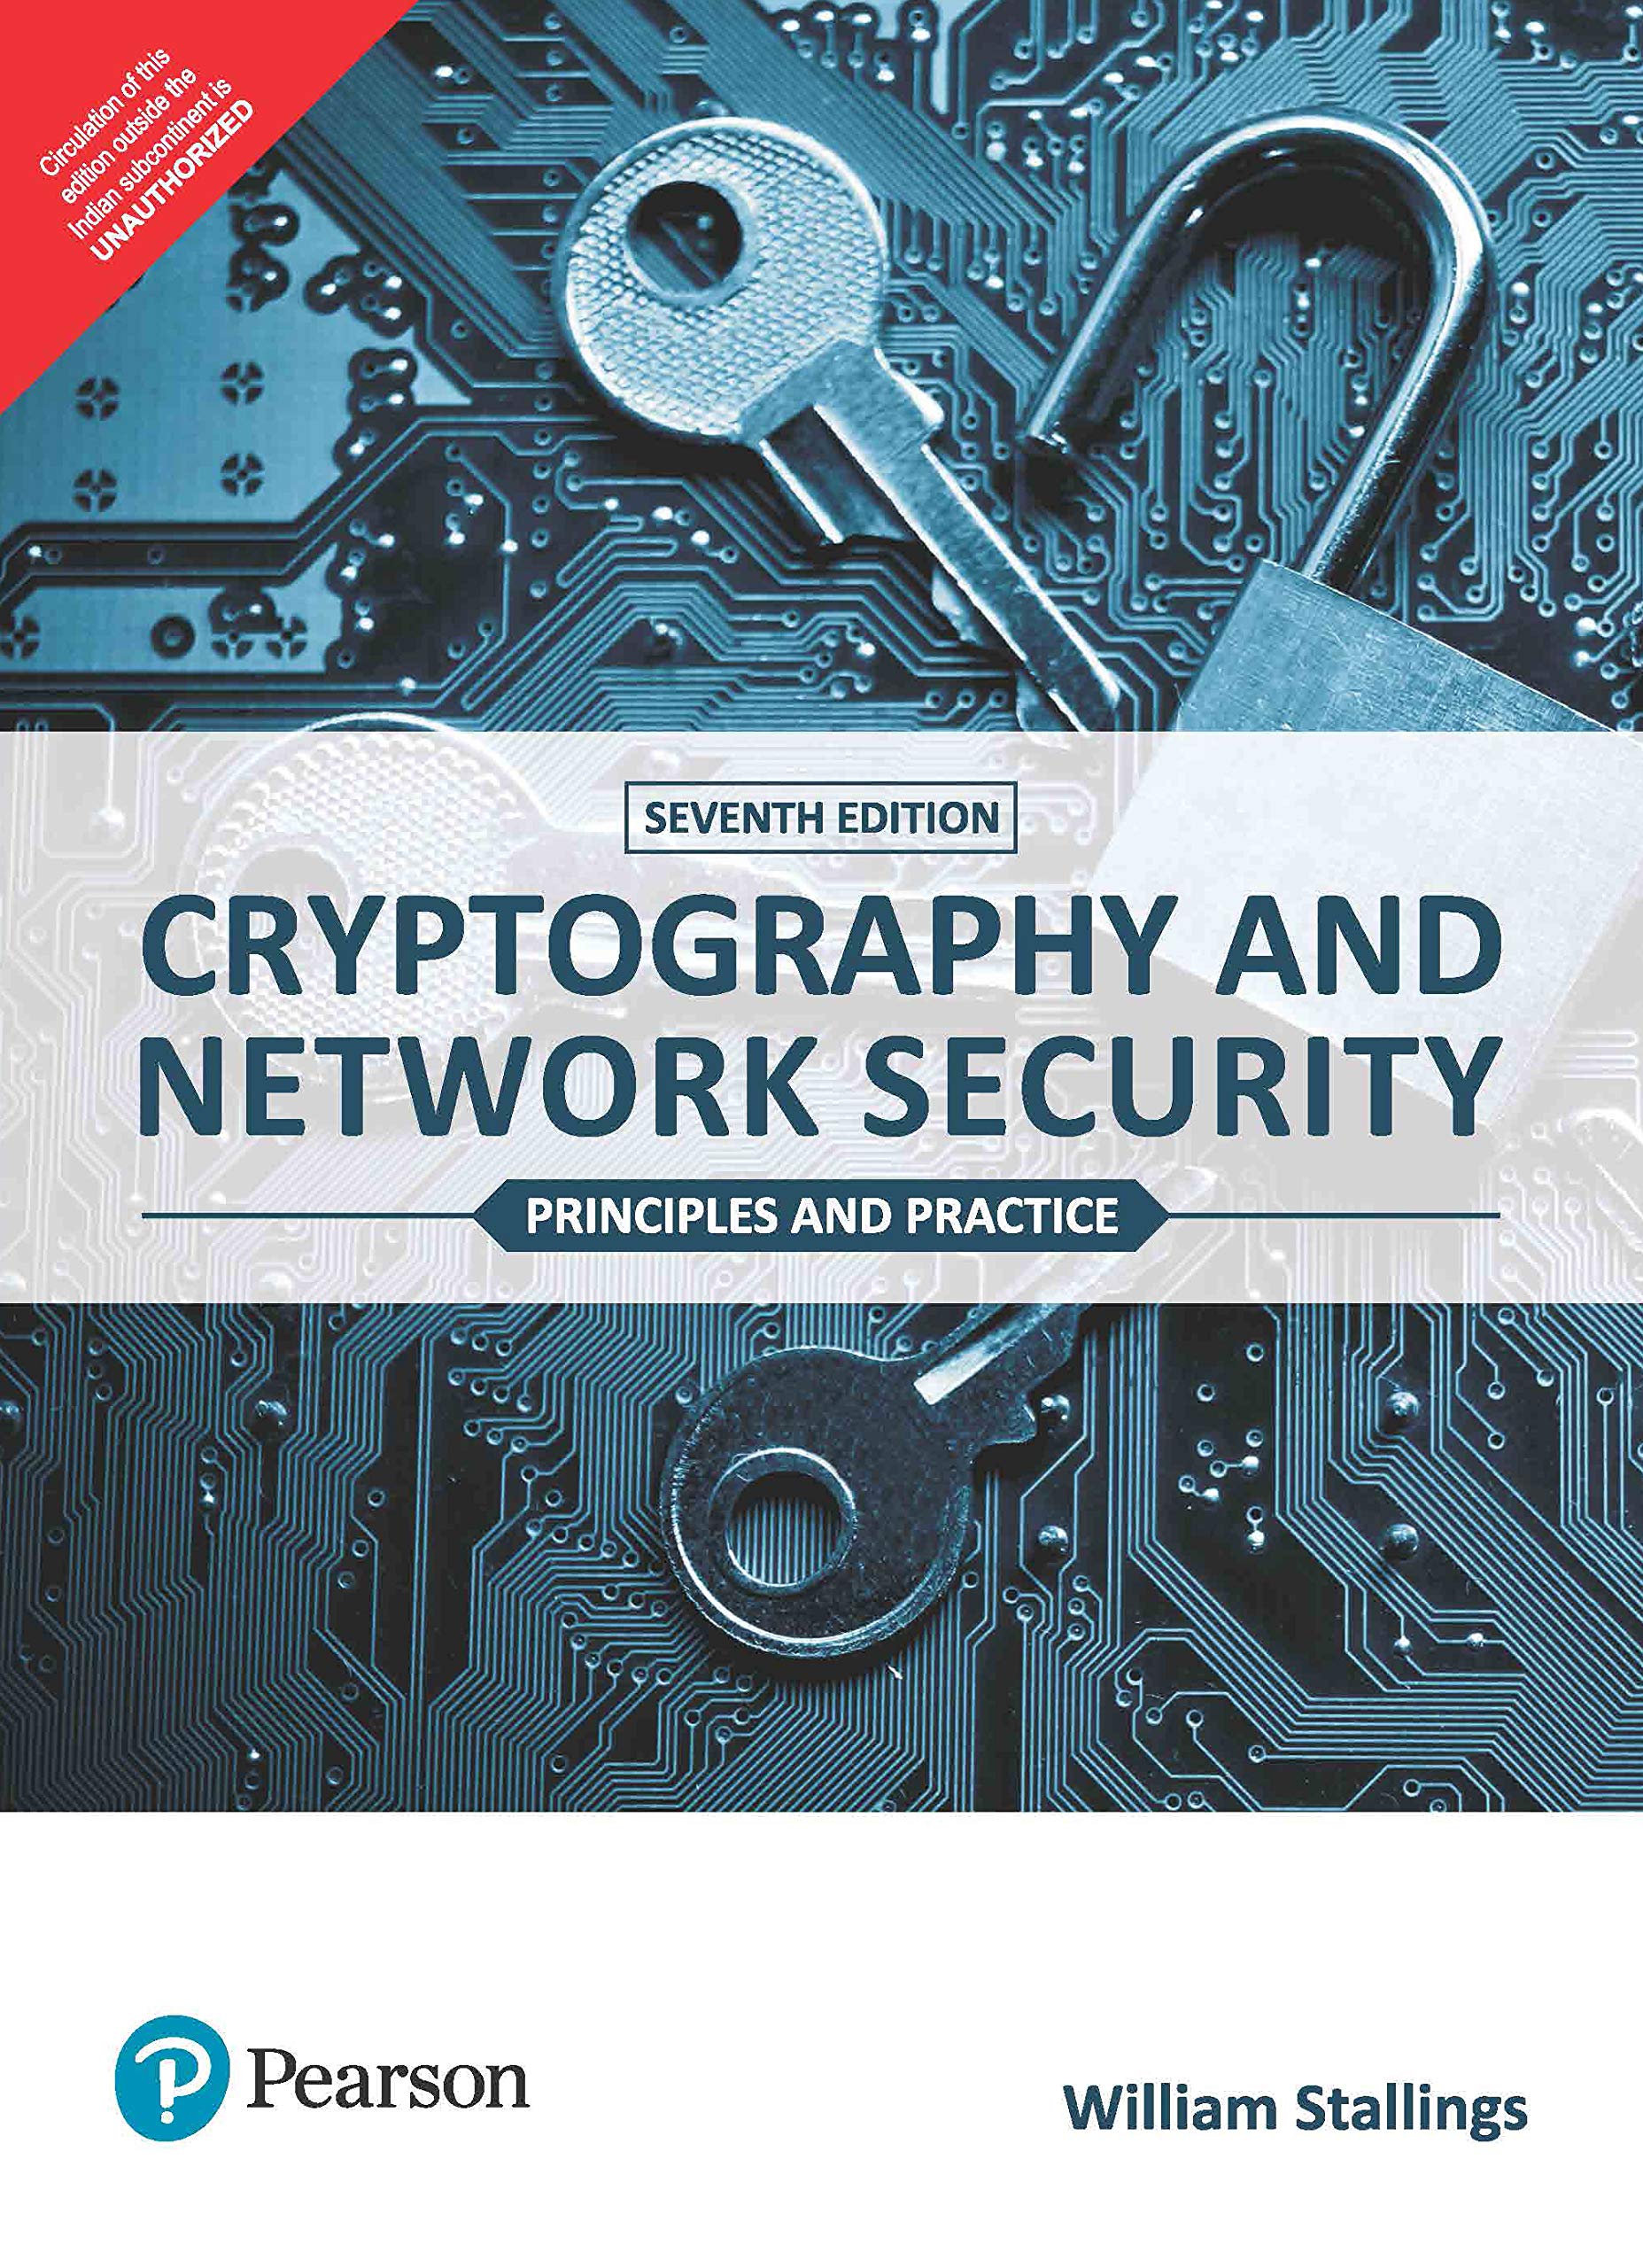 Circulation of this
edition outside the
Indian subcontinent is
UNAUTHORIZED
SEVENTH EDITION
CRYPTOGRAPHY AND
NETWORK SECURITY
PRINCIPLES AND PRACTICE
Pearson
William Stallings